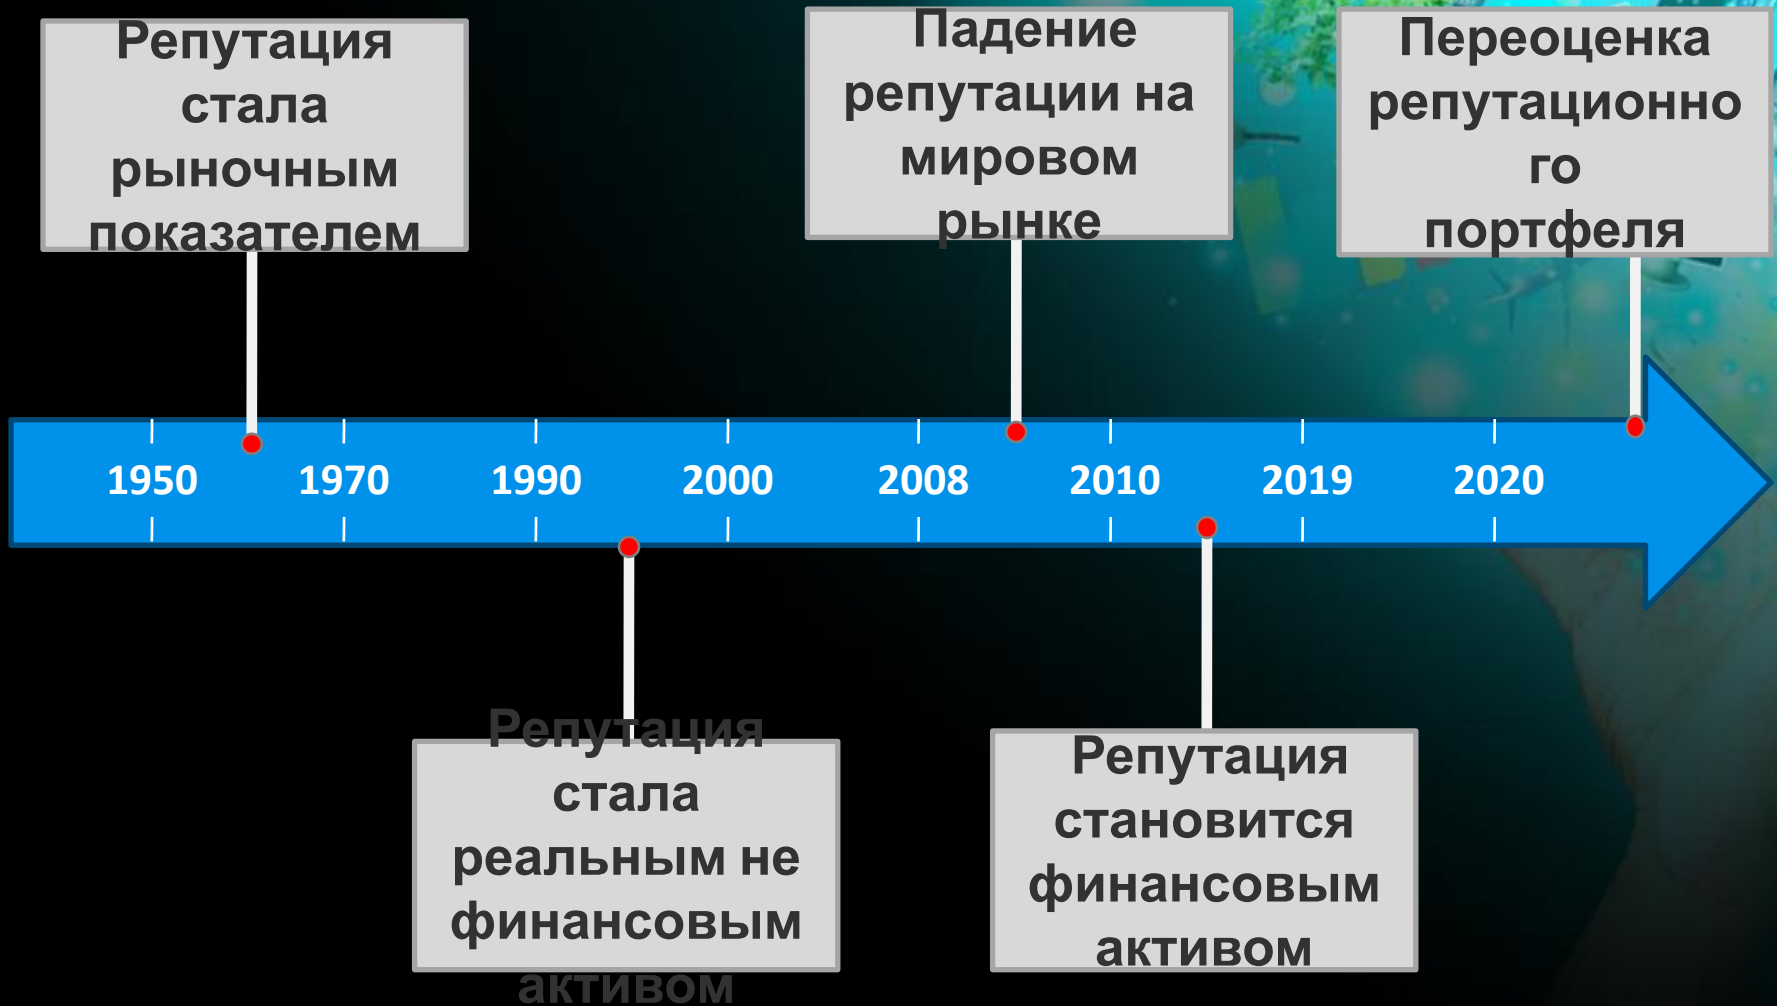 Репутация
стала
рыночным
показателем
Падение
репутации на
мировом
рынке
Переоценка
репутационно
го
портфеля
1950 1970 1990 2000 2008 2010 2019 2020
Репутация
стала
реальным не
финансовым
активом
Репутация
становится
финансовым
активом